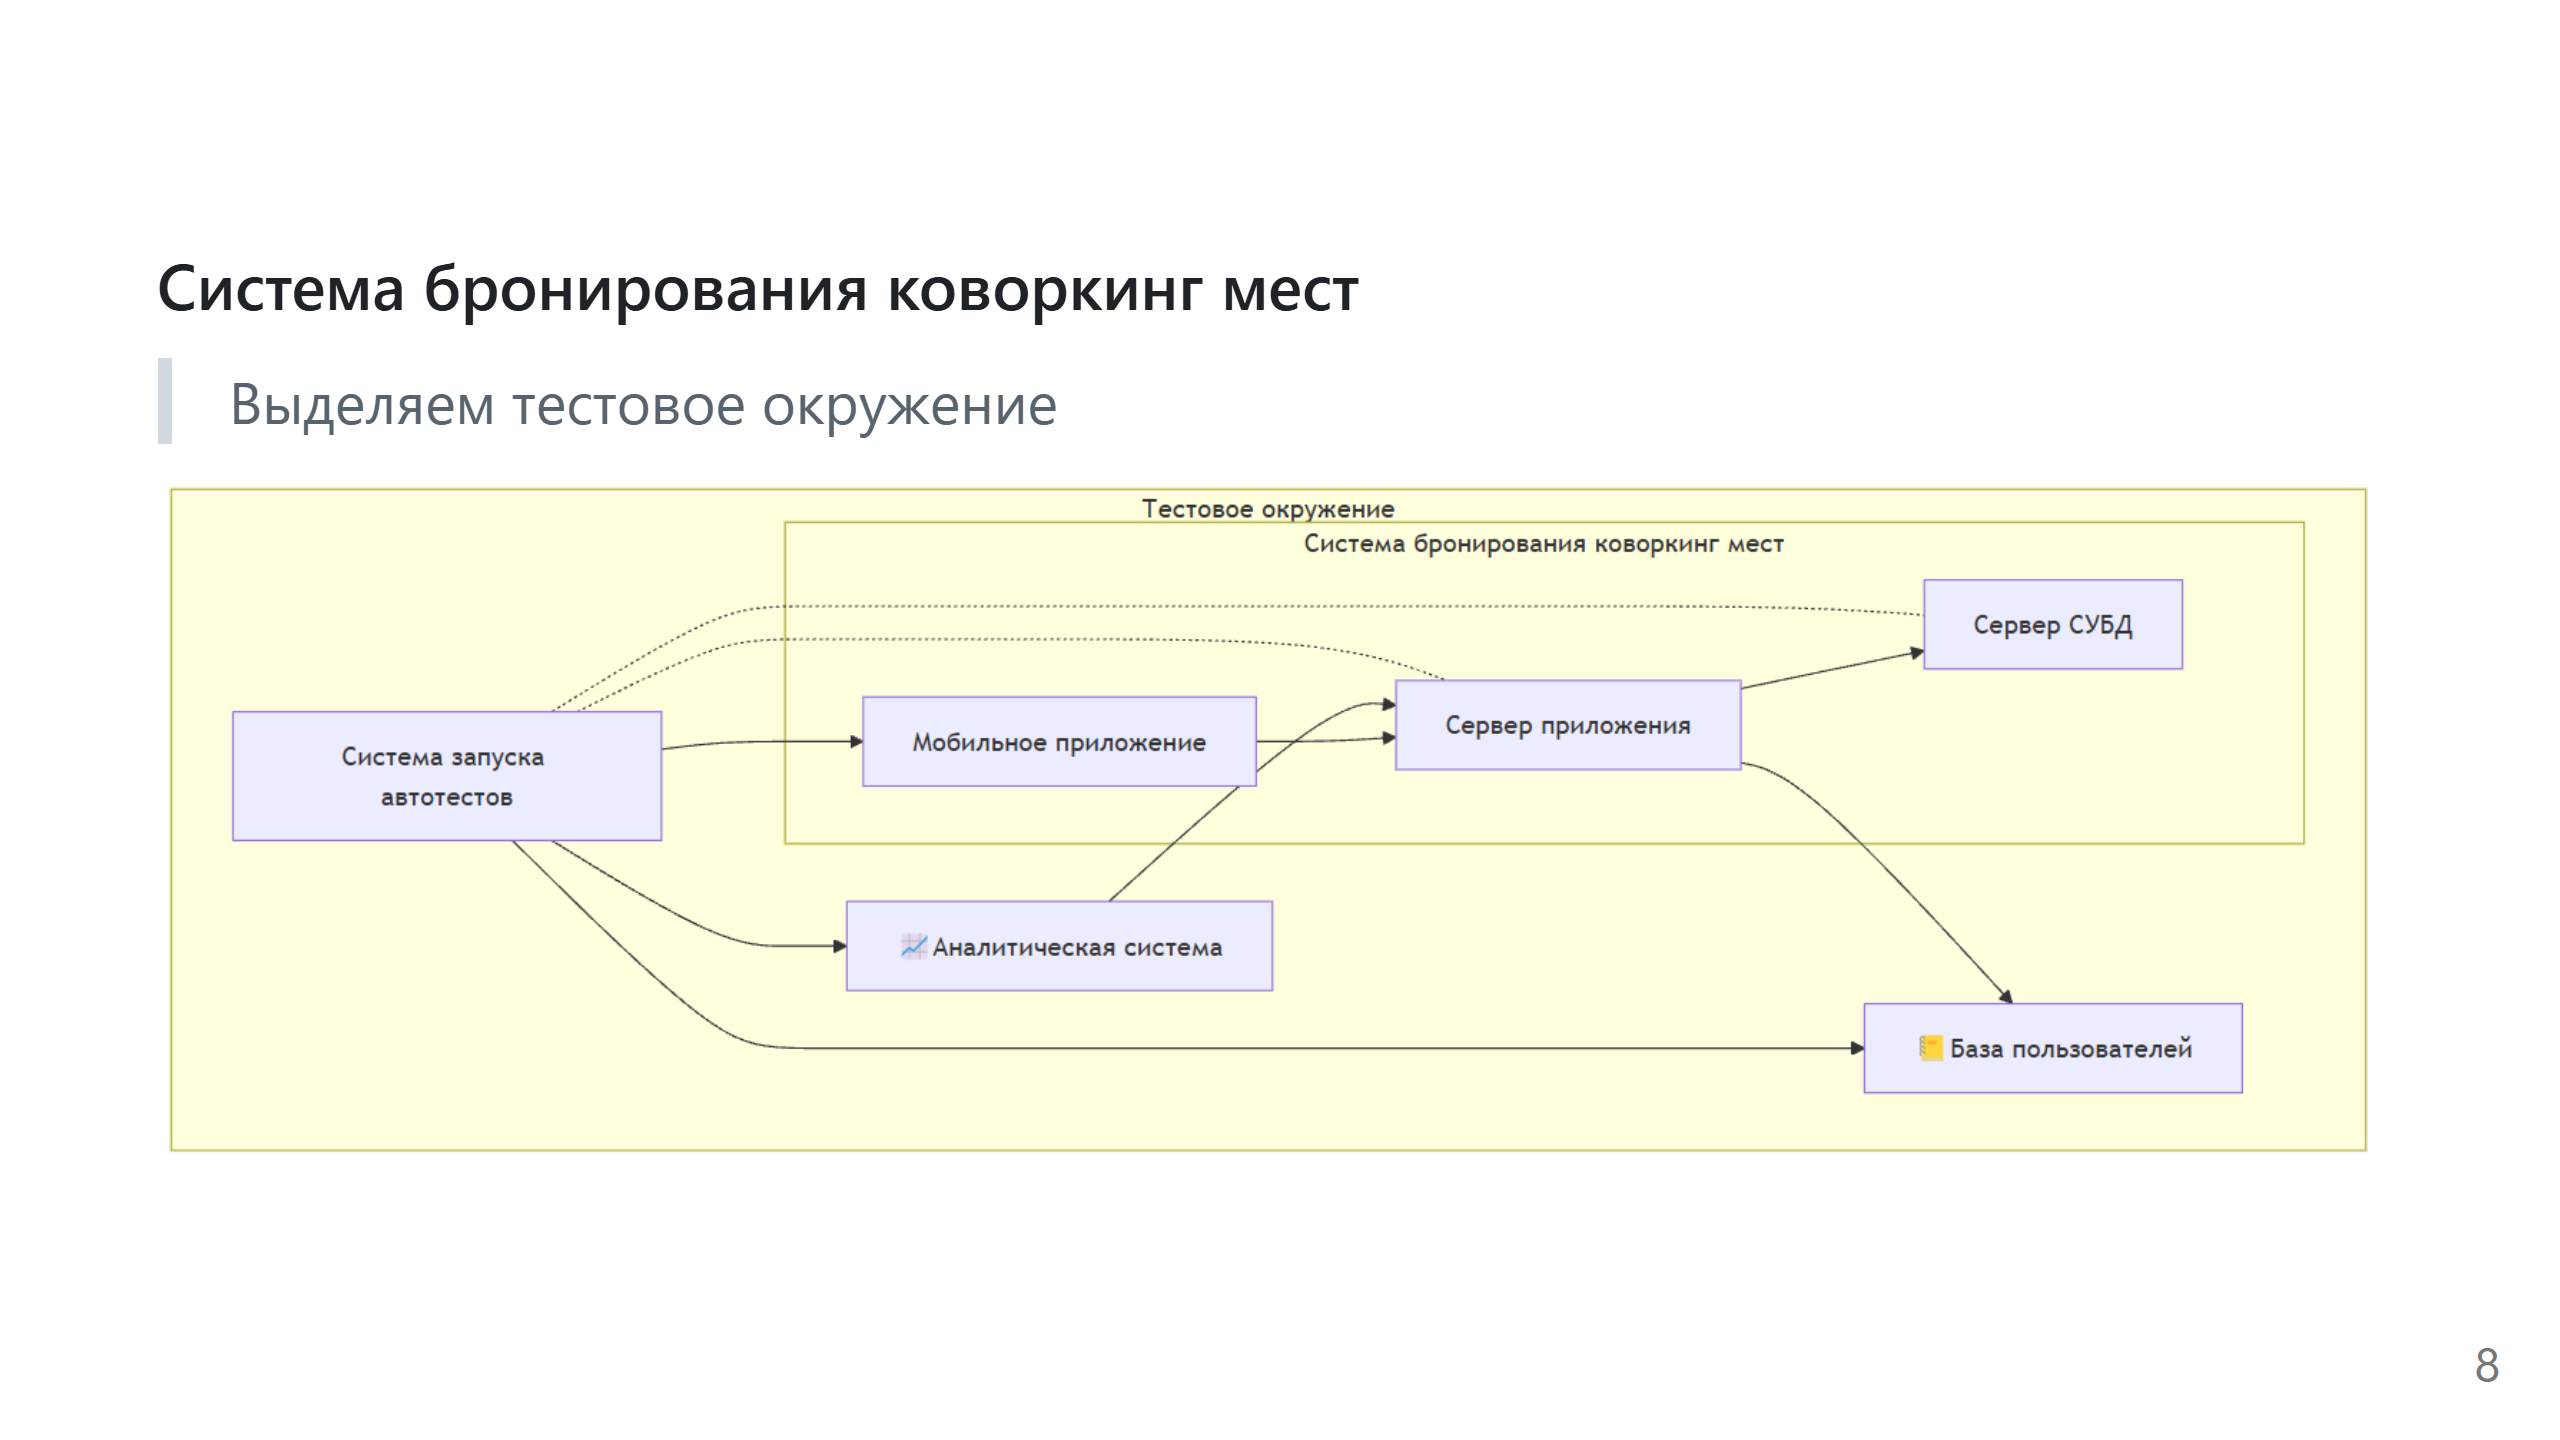 Система бронирования коворкинг мест
Выделяем тестовое окружение
Тестовое окружение
Система бронирования коворкинг мест
Сервер СУБД
Сервер приложения
Мобильное приложение
Система запуска
автотестов
📈 Аналитическая система
📒 База пользователей
8